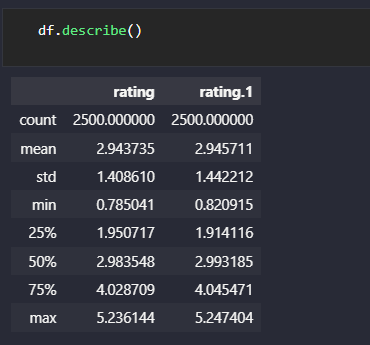 df.describe()
rating rating.1
count 2500.000000 2500.000000
mean 2.943735 2.945711
std 1.408610 1.442212
min 0.785041 0.820915
25% 1.950717 1.914116
50% 2.983548 2.993185
75% 4.028709 4.045471
max 5.236144 5.247404